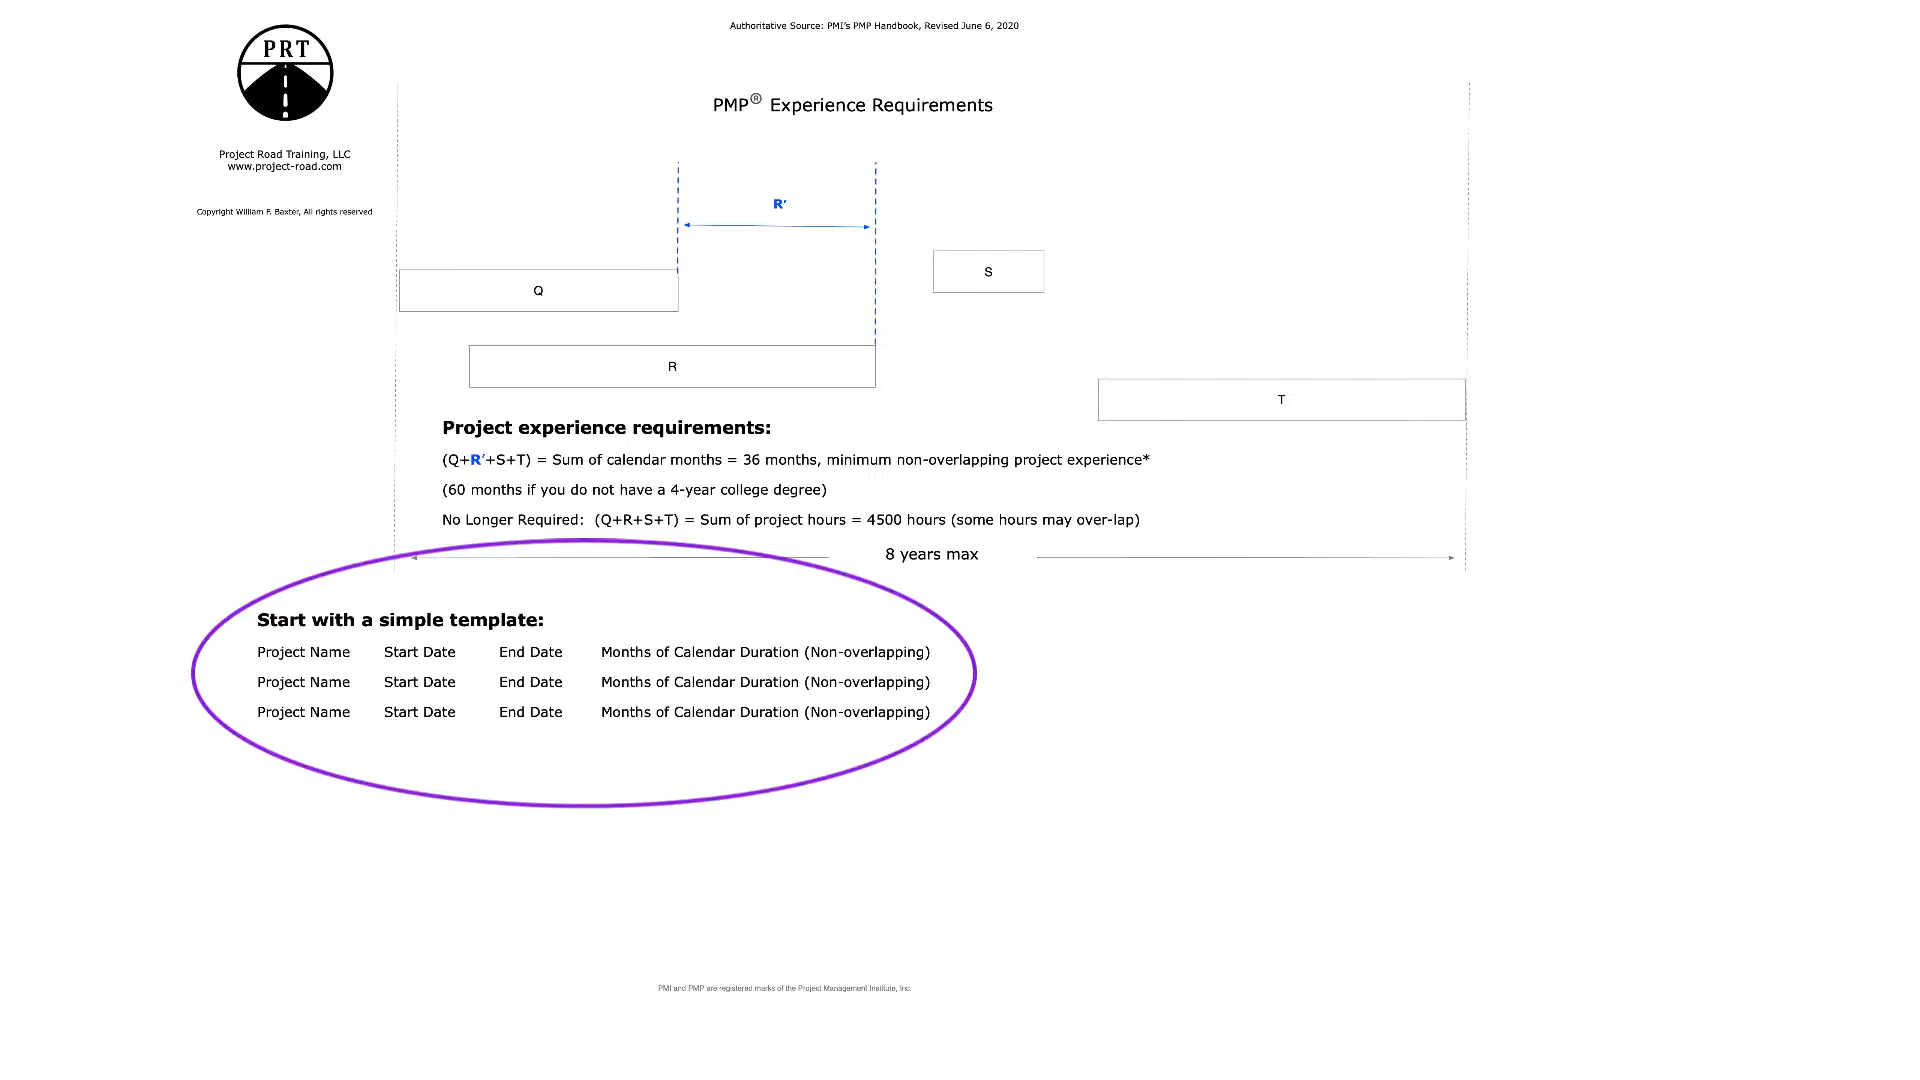 Authoritative Source: PMI's PMP Handbook, Revised June 6, 2020
PRT
PMP® Experience Requirements
Project Road Training, LLC
www.project-road.com
Copyright William F. Baxter, All rights reserved
R′
S
Q
R
T
Project experience requirements:
(Q+R′+S+T) = Sum of calendar months = 36 months, minimum non-overlapping project experience*
(60 months if you do not have a 4-year college degree)
No Longer Required: (Q+R+S+T) = Sum of project hours = 4500 hours (some hours may over-lap)
8 years max
Start with a simple template:
Project Name Start Date End Date Months of Calendar Duration (Non-overlapping)
Project Name Start Date End Date Months of Calendar Duration (Non-overlapping)
Project Name Start Date End Date Months of Calendar Duration (Non-overlapping)
PMI and PMP are registered marks of the Project Management Institute, Inc.